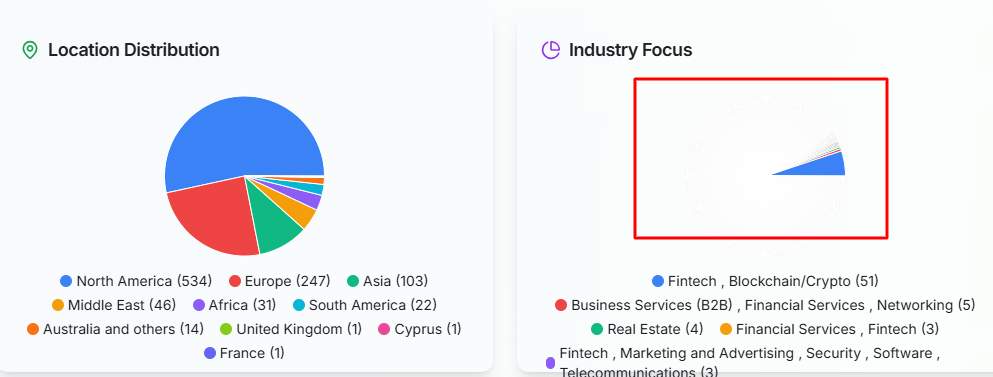 Location Distribution
North America (534) Europe (247) Asia (103)
Middle East (46) Africa (31) South America (22)
Australia and others (14) United Kingdom (1) Cyprus (1)
France (1)
Industry Focus
Fintech , Blockchain/Crypto (51)
Business Services (B2B) , Financial Services , Networking (5)
Real Estate (4) Financial Services , Fintech (3)
Fintech , Marketing and Advertising , Security , Software ,
Telecommunications (3)